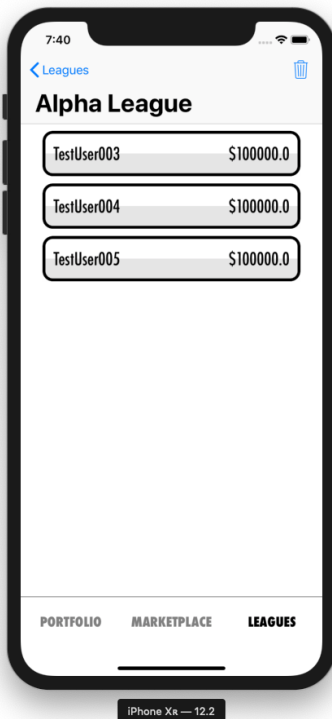 7:40
Leagues
Alpha League
TestUser003 $100000.0
TestUser004 $100000.0
TestUser005 $100000.0
PORTFOLIO MARKETPLACE LEAGUES
iPhone Xʀ — 12.2